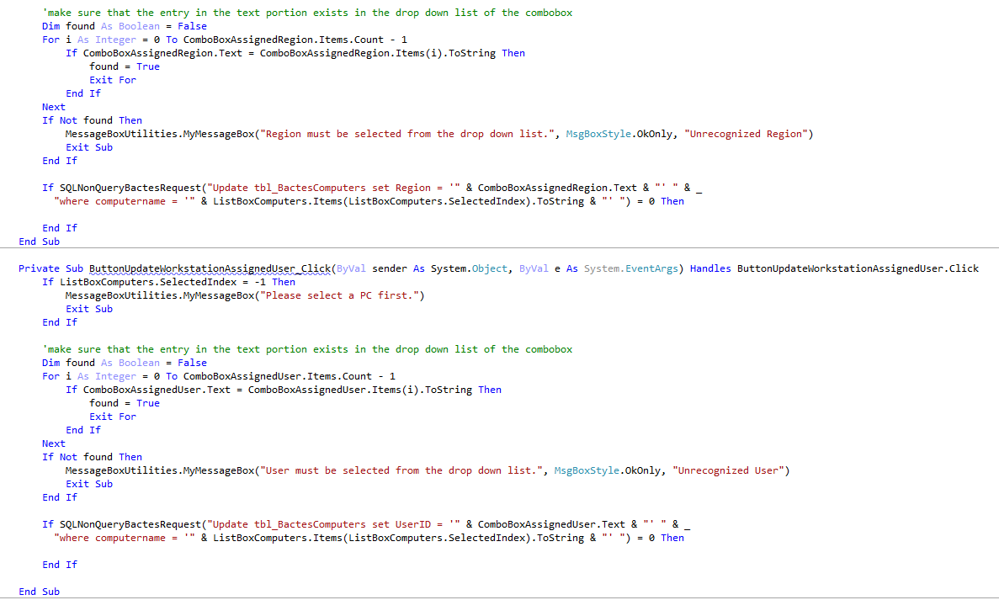 'make sure that the entry in the text portion exists in the drop down list of the combobox
Dim found As Boolean = False
For i As Integer = 0 To ComboBoxAssignedRegion.Items.Count - 1
If ComboBoxAssignedRegion.Text = ComboBoxAssignedRegion.Items(i).ToString Then
found = True
Exit For
End If
Next
If Not found Then
MessageBoxUtilities.MyMessageBox("Region must be selected from the drop down list.", MsgBoxStyle.OkOnly, "Unrecognized Region")
Exit Sub
End If
If SQLNonQueryBactesRequest("Update tbl_BactesComputers set Region = '" & ComboBoxAssignedRegion.Text & "' " & _
"where computername = '" & ListBoxComputers.Items(ListBoxComputers.SelectedIndex).ToString & "' ") = 0 Then
End If
End Sub
Private Sub ButtonUpdateWorkstationAssignedUser_Click(ByVal sender As System.Object, ByVal e As System.EventArgs) Handles ButtonUpdateWorkstationAssignedUser.Click
If ListBoxComputers.SelectedIndex = -1 Then
MessageBoxUtilities.MyMessageBox("Please select a PC first.")
Exit Sub
End If
'make sure that the entry in the text portion exists in the drop down list of the combobox
Dim found As Boolean = False
For i As Integer = 0 To ComboBoxAssignedUser.Items.Count - 1
If ComboBoxAssignedUser.Text = ComboBoxAssignedUser.Items(i).ToString Then
found = True
Exit For
End If
Next
If Not found Then
MessageBoxUtilities.MyMessageBox("User must be selected from the drop down list.", MsgBoxStyle.OkOnly, "Unrecognized User")
Exit Sub
End If
If SQLNonQueryBactesRequest("Update tbl_BactesComputers set UserID = '" & ComboBoxAssignedUser.Text & "' " & _
"where computername = '" & ListBoxComputers.Items(ListBoxComputers.SelectedIndex).ToString & "' ") = 0 Then
End If
End Sub